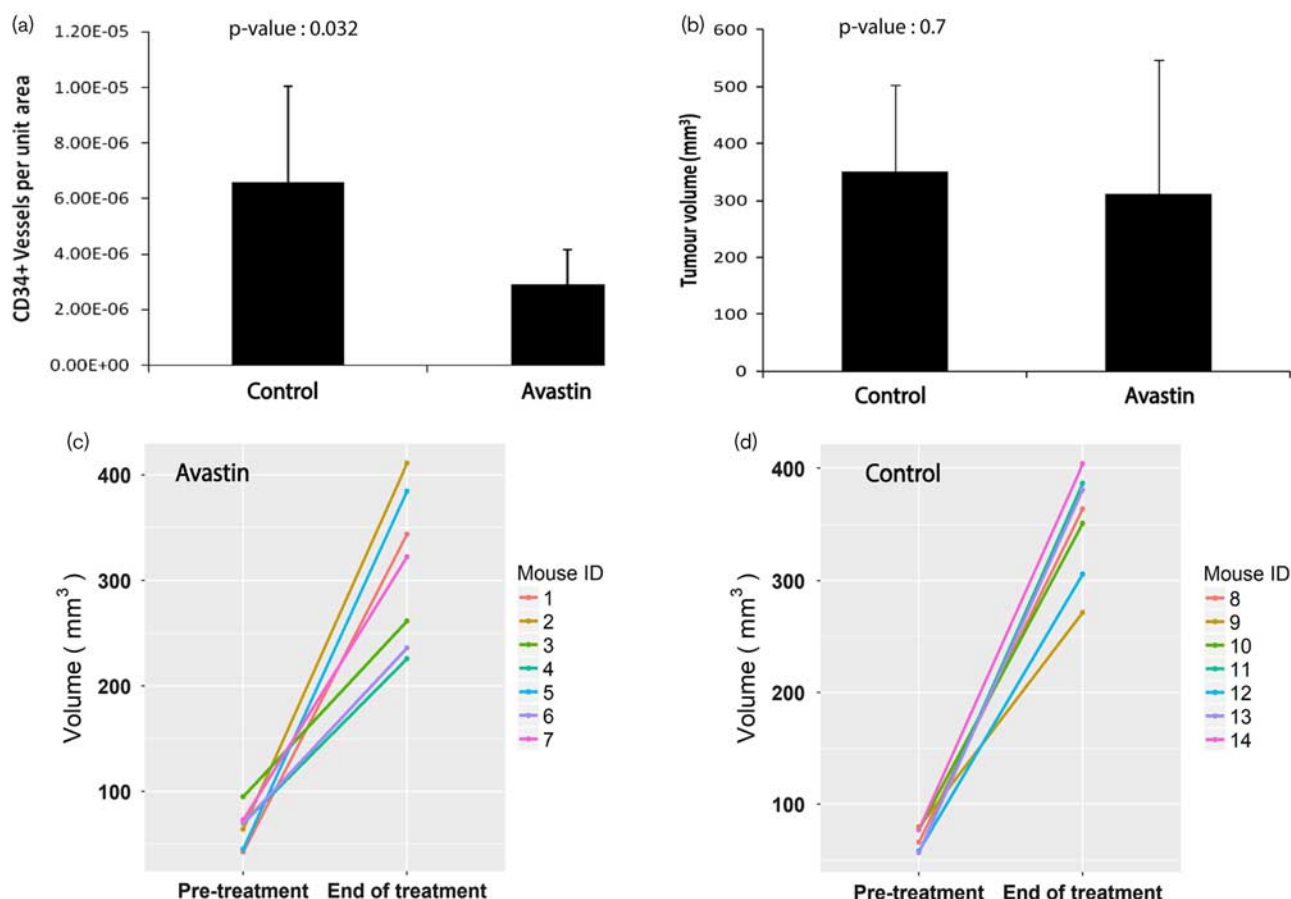 (a)
p-value : 0.032
CD34+ Vessels per unit area
1.20E-05
1.00E-05
8.00E-06
6.00E-06
4.00E-06
2.00E-06
0.00E+00
Control
Avastin
(b)
p-value : 0.7
Tumour volume (mm³)
600
500
400
300
200
100
0
Control
Avastin
(c)
Avastin
Volume ( mm³ )
400
300
200
100
Pre-treatment
End of treatment
Mouse ID
1
2
3
4
5
6
7
(d)
Control
Volume ( mm³ )
400
300
200
100
Pre-treatment
End of treatment
Mouse ID
8
9
10
11
12
13
14